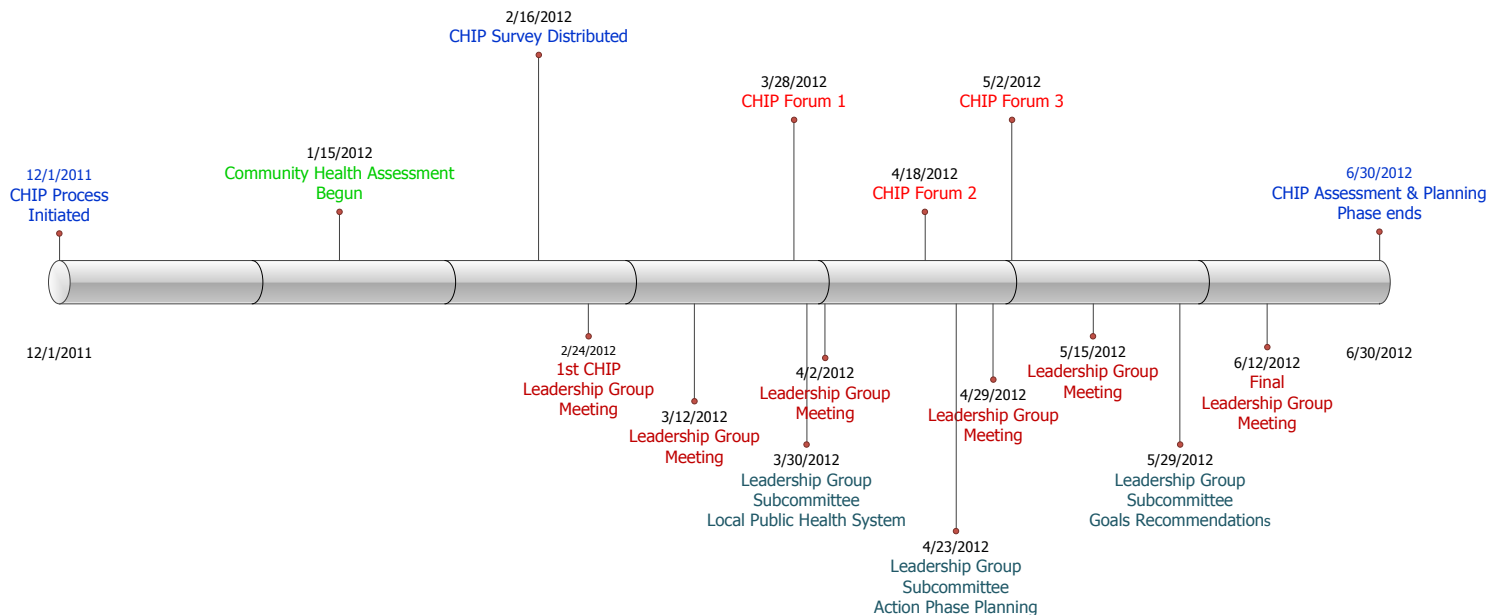 2/16/2012
CHIP Survey Distributed
3/28/2012
CHIP Forum 1
5/2/2012
CHIP Forum 3
1/15/2012
Community Health Assessment
Begun
12/1/2011
CHIP Process
Initiated
4/18/2012
CHIP Forum 2
6/30/2012
CHIP Assessment & Planning
Phase ends
12/1/2011
6/30/2012
2/24/2012
1st CHIP
Leadership Group
Meeting
3/12/2012
Leadership Group
Meeting
4/2/2012
Leadership Group
Meeting
3/30/2012
Leadership Group
Subcommittee
Local Public Health System
4/29/2012
Leadership Group
Meeting
4/23/2012
Leadership Group
Subcommittee
Action Phase Planning
5/15/2012
Leadership Group
Meeting
5/29/2012
Leadership Group
Subcommittee
Goals Recommendations
6/12/2012
Final
Leadership Group
Meeting